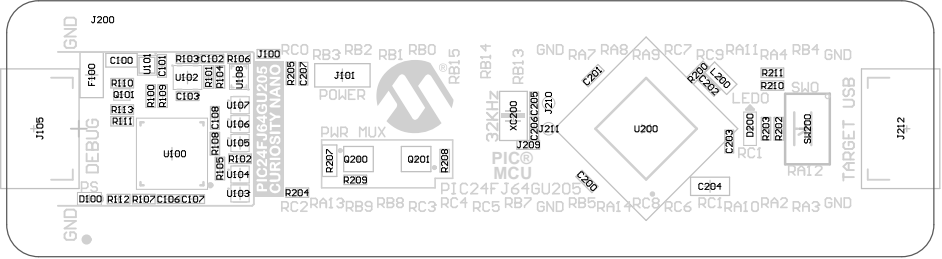 J200
GND
RC0
RB3
RB2
RB1
RB0
RB15
RB14
RB13
GND
RA7
RA8
RA9
RC7
RC9
RA11
RA4
RB4
GND
J100
F100
C100
U101
R103
C102
R106
U102
R101
R104
U108
R110
Q101
R100
R109
C103
R113
R111
R205
C207
J101
POWER
®
C201
R200
L200
C202
R211
R210
LED0
SW0
J105
DEBUG
U100
C108
R108
R105
U107
U106
U105
R102
U104
U103
PIC24FJ64GU205
CURIOSITY NANO
PWR MUX
R207
Q200
Q201
R208
R209
32KHz
XC200
C205
C206
J210
J211
J209
PIC®
MCU
U200
C200
C203
D200
RC1
R203
R202
SW200
RA12
TARGET USB
J212
C204
PIC24FJ64GU205
PS
D100
R112
R107
C106
C107
R204
GND
RC2
RA13
RB9
RB8
RC3
RC4
RC5
RB7
GND
RB5
RA14
RC8
RC6
RC1
RA10
RA2
RA3
GND